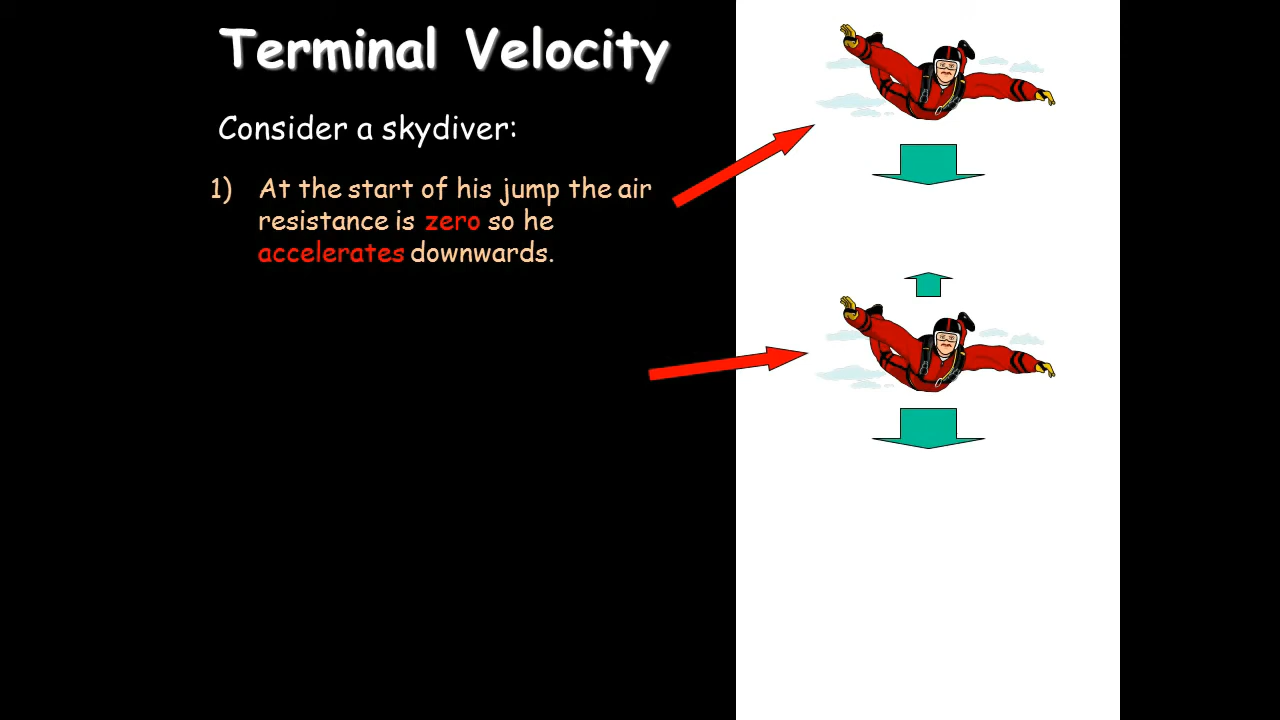 Terminal Velocity
Consider a skydiver:
1) At the start of his jump the air
resistance is zero so he
accelerates downwards.